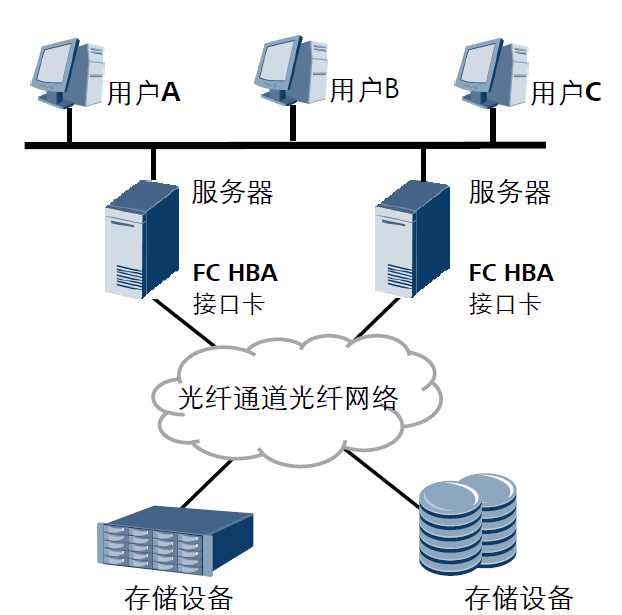 用户A
用户B
用户C
服务器
服务器
FC HBA
接口卡
FC HBA
接口卡
光纤通道光纤网络
存储设备
存储设备